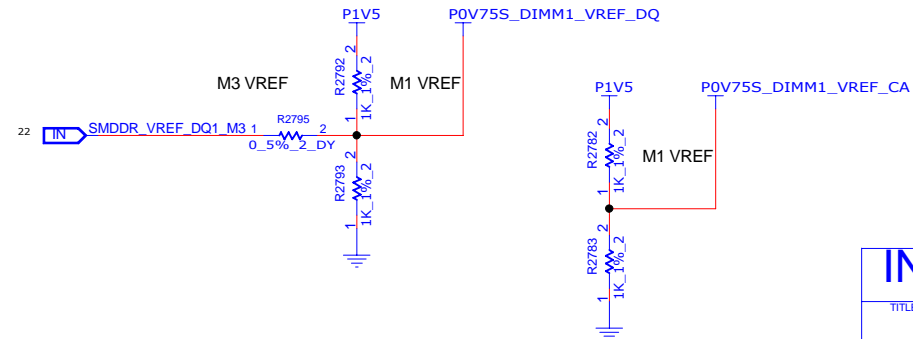 P1V5
P0V75S_DIMM1_VREF_DQ
2
R2792
1K_1%_2
1
M3 VREF
M1 VREF
22
IN
SMDDR_VREF_DQ1_M3
1
R2795
2
0_5%_2_DY
2
R2793
1K_1%_2
1
P1V5
P0V75S_DIMM1_VREF_CA
2
R2782
1K_1%_2
1
M1 VREF
2
R2783
1K_1%_2
1
IN
TITLE